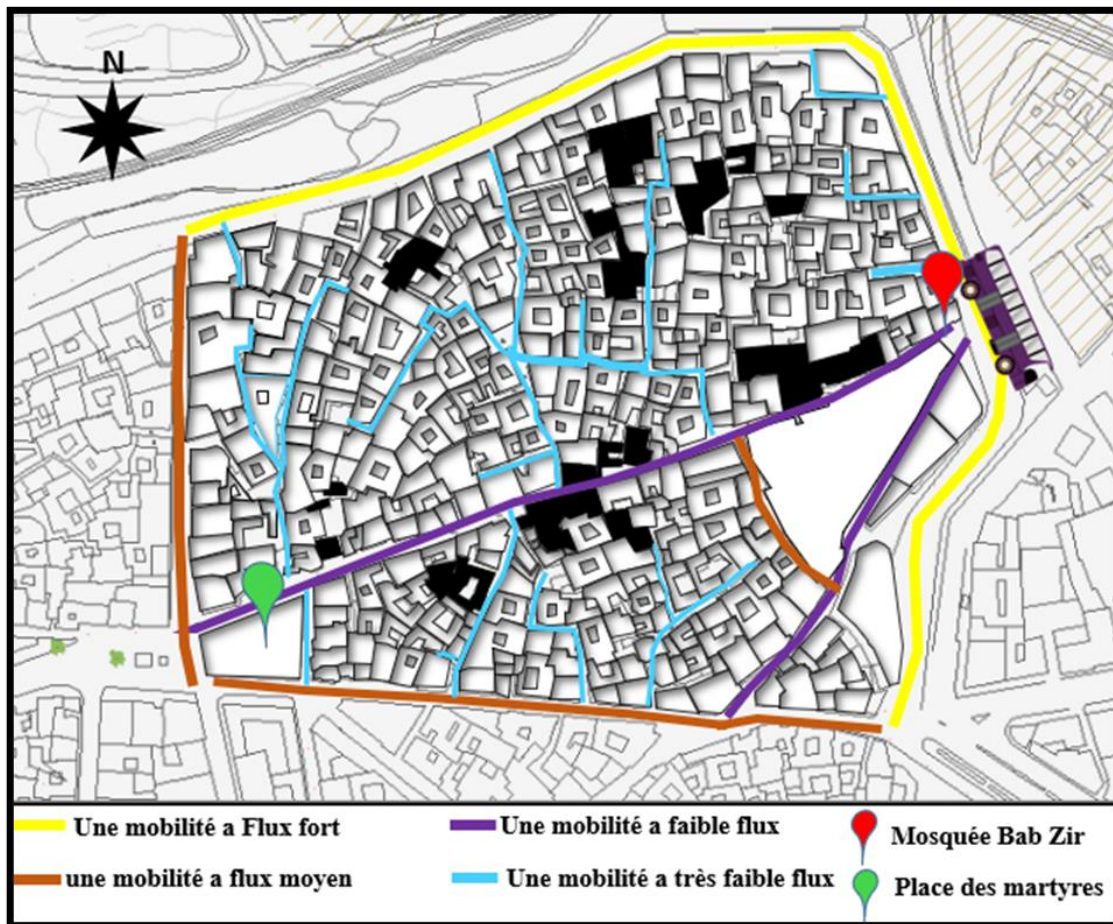 N
Une mobilité a Flux fort
Une mobilité a faible flux
Mosquée Bab Zir
une mobilité a flux moyen
Une mobilité a très faible flux
Place des martyres